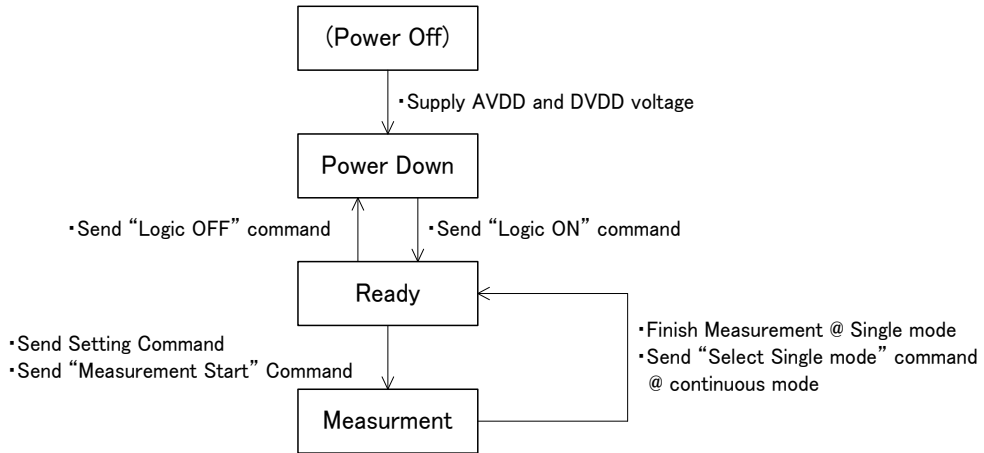 (Power Off)
・Supply AVDD and DVDD voltage
Power Down
・Send “Logic OFF” command
・Send “Logic ON” command
Ready
・Send Setting Command
・Send “Measurement Start” Command
・Finish Measurement @ Single mode
・Send “Select Single mode” command
@ continuous mode
Measurment